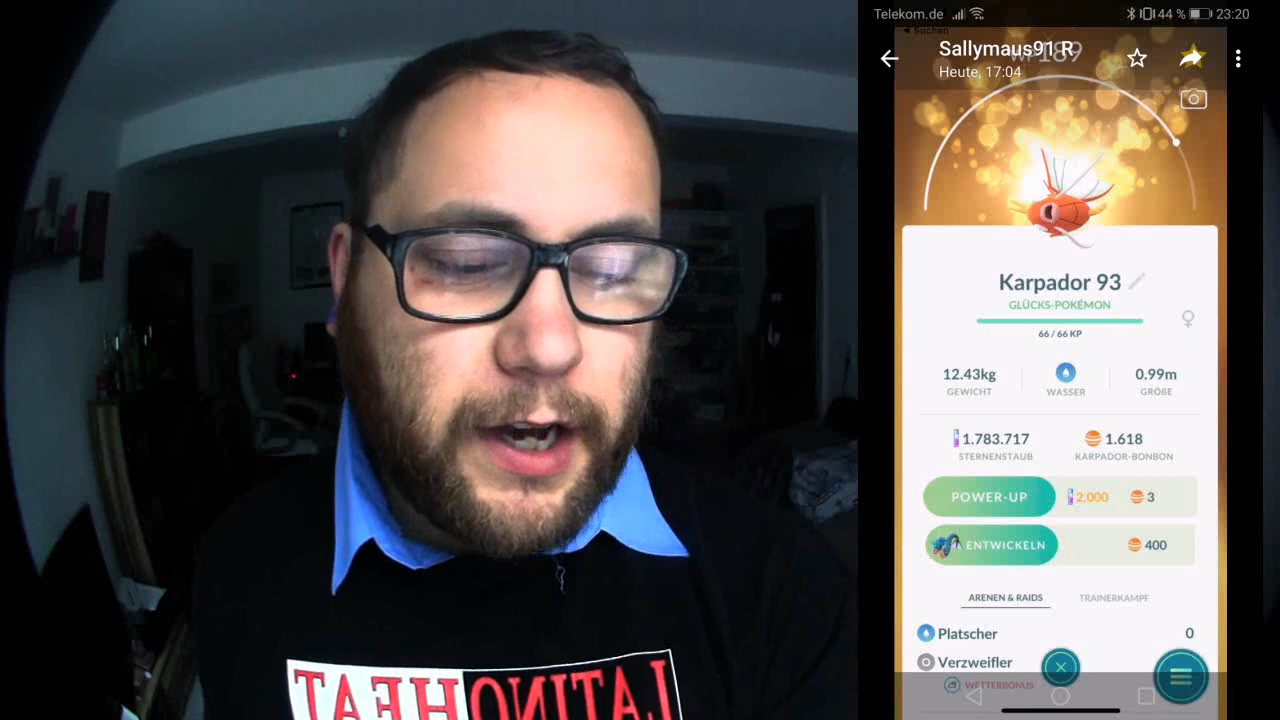 Telekom.de
44 %
23:20
Suchen
Sallymaus91 R
WP189
Heute, 17:04
Karpador 93
GLÜCKS-POKÉMON
66 / 66 KP
12.43kg
GEWICHT
WASSER
0.99m
GRÖßE
1.783.717
STERNENSTAUB
1.618
KARPADOR-BONBON
POWER-UP
2.000
3
ENTWICKELN
400
ARENEN & RAIDS
TRAINERKAMPF
Platscher
0
Verzweifler
WETTERBONUS
LATINOHEAT